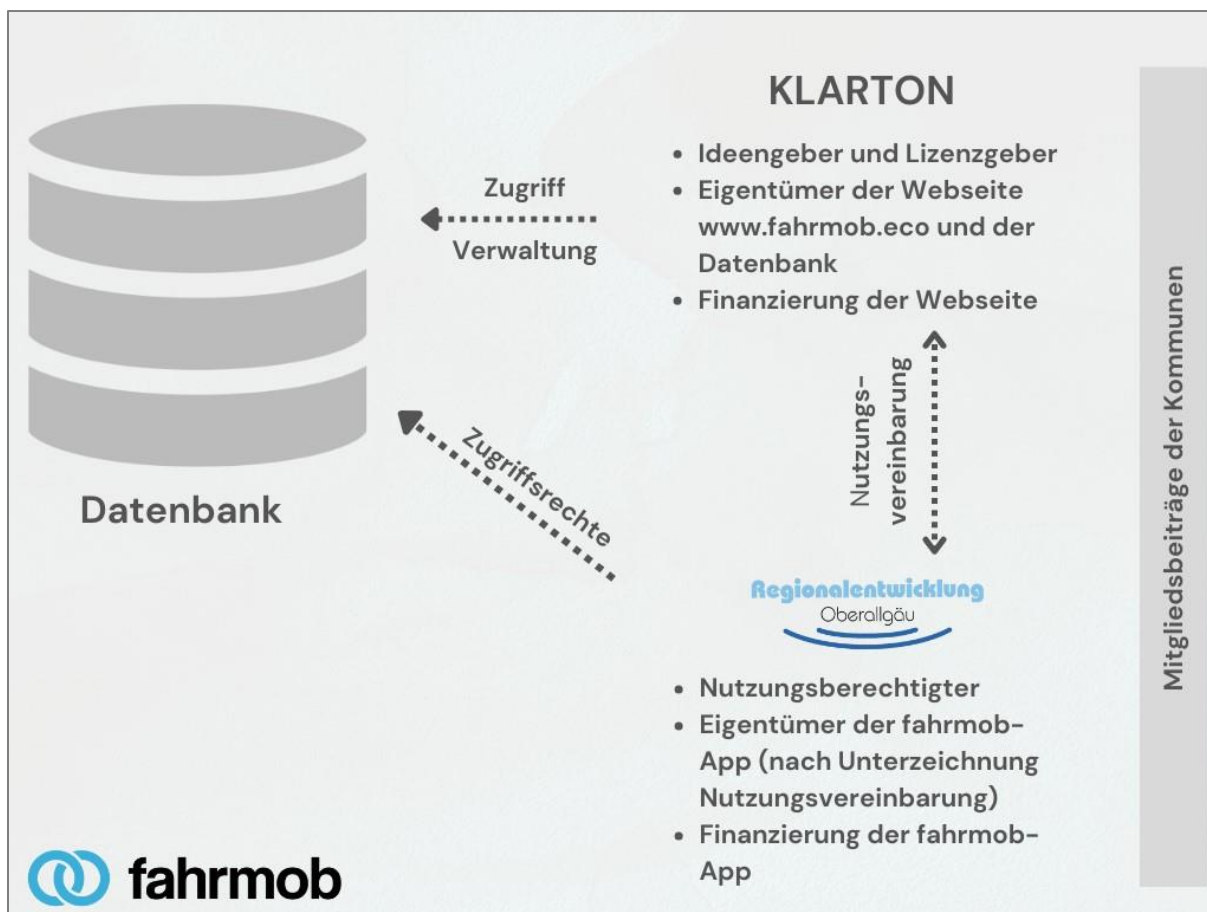 KLARTON
• Ideengeber und Lizenzgeber
• Eigentümer der Webseite
www.fahrmob.eco und der
Datenbank
• Finanzierung der Webseite
Zugriff
Verwaltung
Datenbank
Zugriffsrechte
Nutzungs-
vereinbarung
Regionalentwicklung
Oberallgäu
• Nutzungsberechtigter
• Eigentümer der fahrmob-
App (nach Unterzeichnung
Nutzungsvereinbarung)
• Finanzierung der fahrmob-
App
Mitgliedsbeiträge der Kommunen
fahrmob